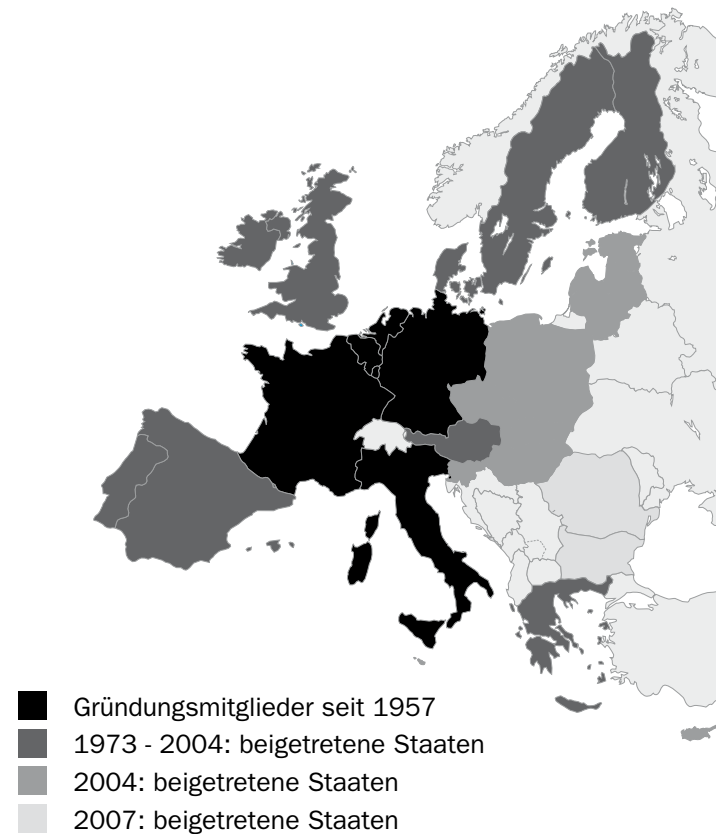 Gründungsmitglieder seit 1957
1973 - 2004: beigetretene Staaten
2004: beigetretene Staaten
2007: beigetretene Staaten